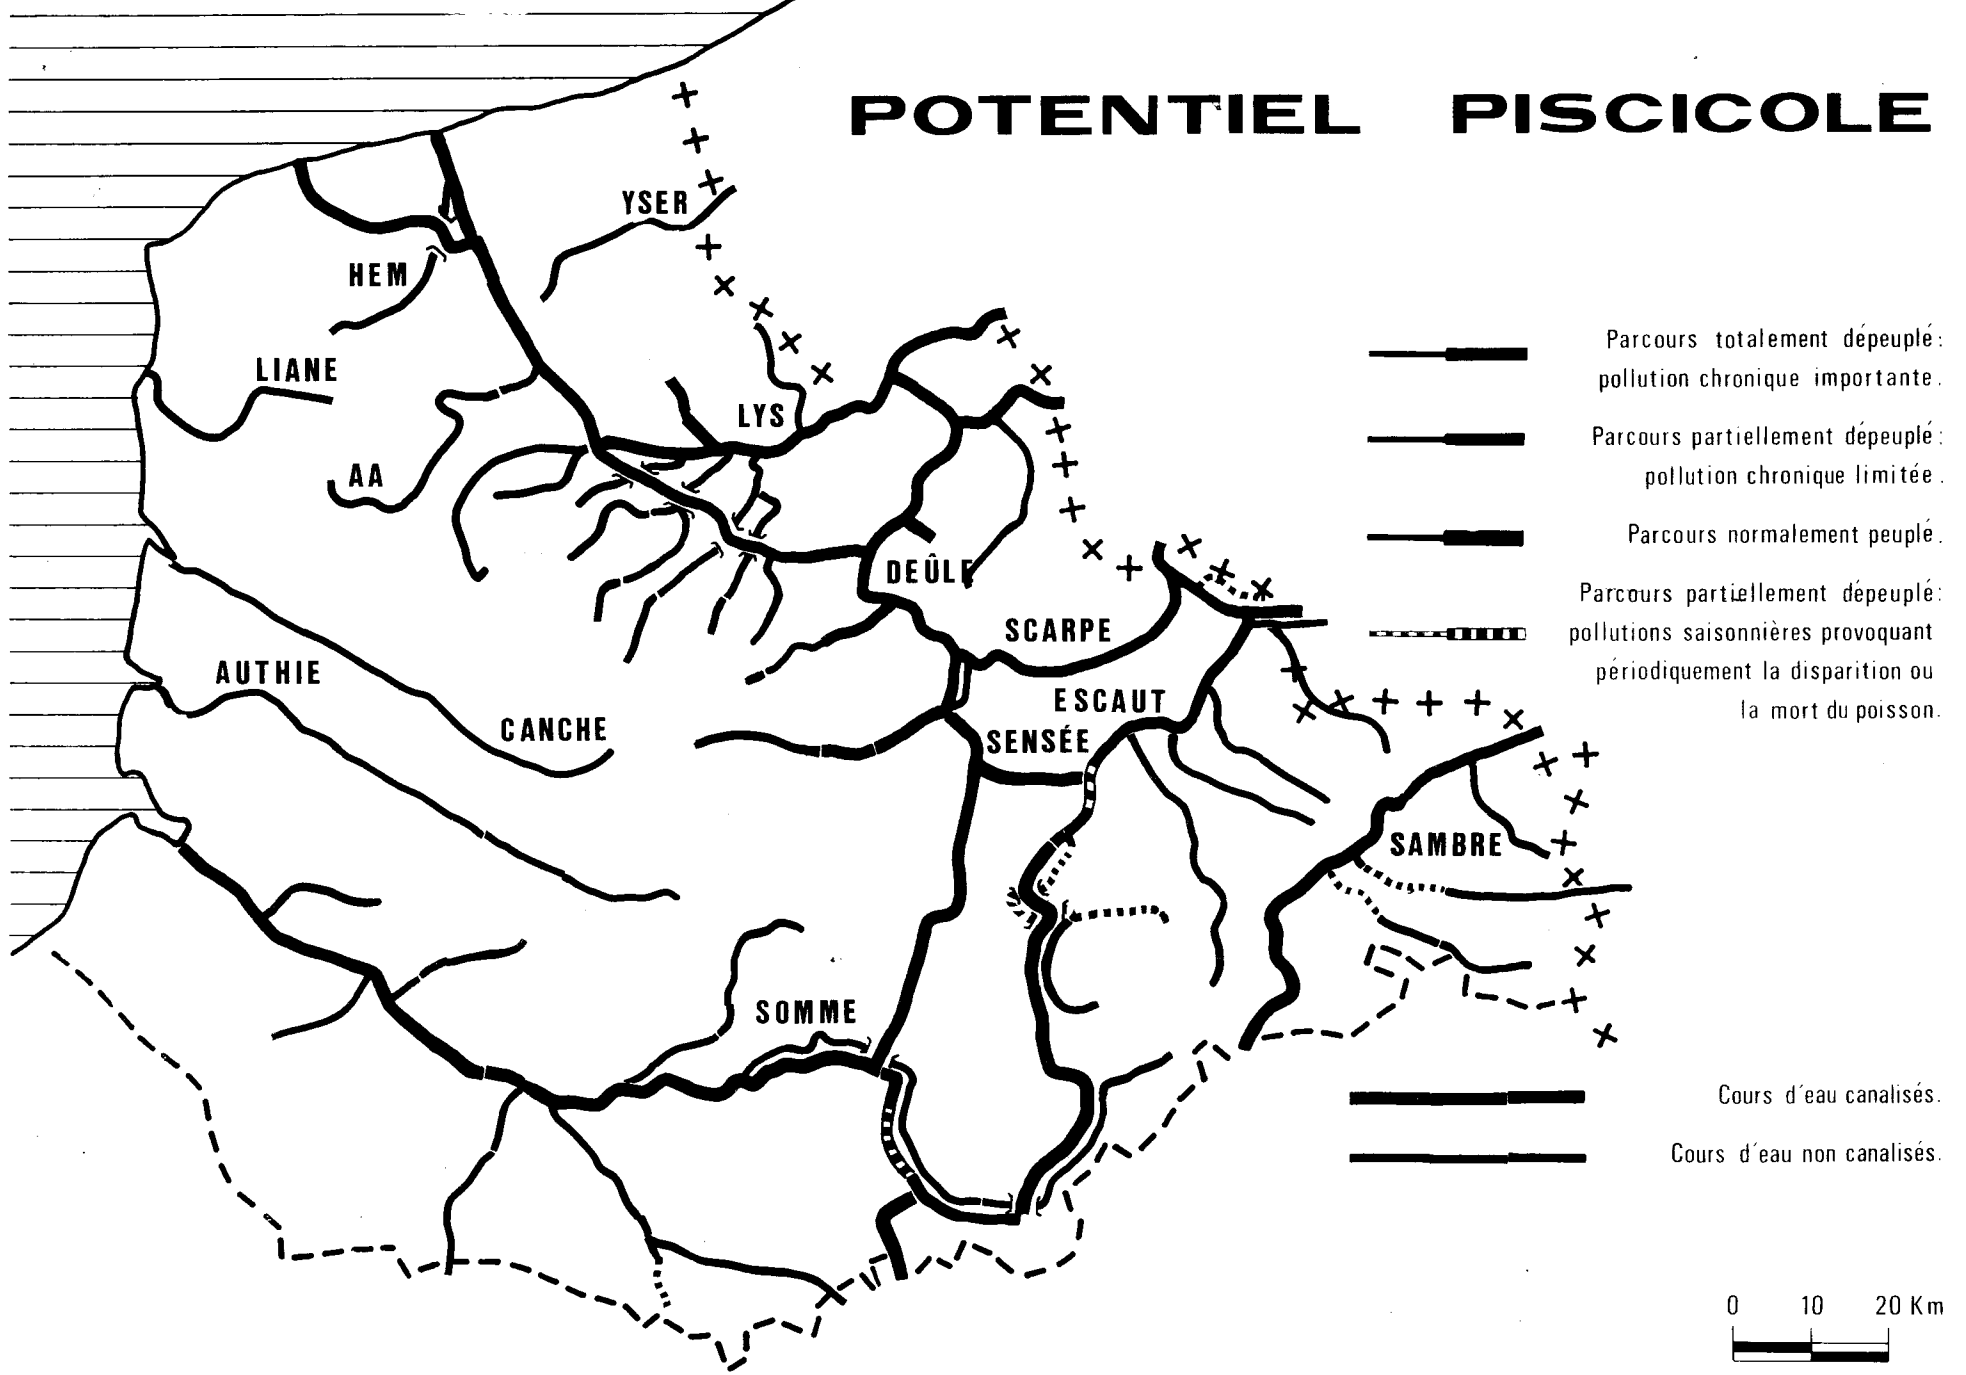 POTENTIEL PISCICOLE
YSER
HEM
LIANE
LYS
AA
DEÛLE
SCARPE
AUTHIE
ESCAUT
CANCHE
SENSÉE
SAMBRE
SOMME
Parcours totalement dépeuplé:
pollution chronique importante.
Parcours partiellement dépeuplé:
pollution chronique limitée.
Parcours normalement peuplé.
Parcours partiellement dépeuplé:
pollutions saisonnières provoquant
périodiquement la disparition ou
la mort du poisson.
Cours d'eau canalisés.
Cours d'eau non canalisés.
0 10 20 Km